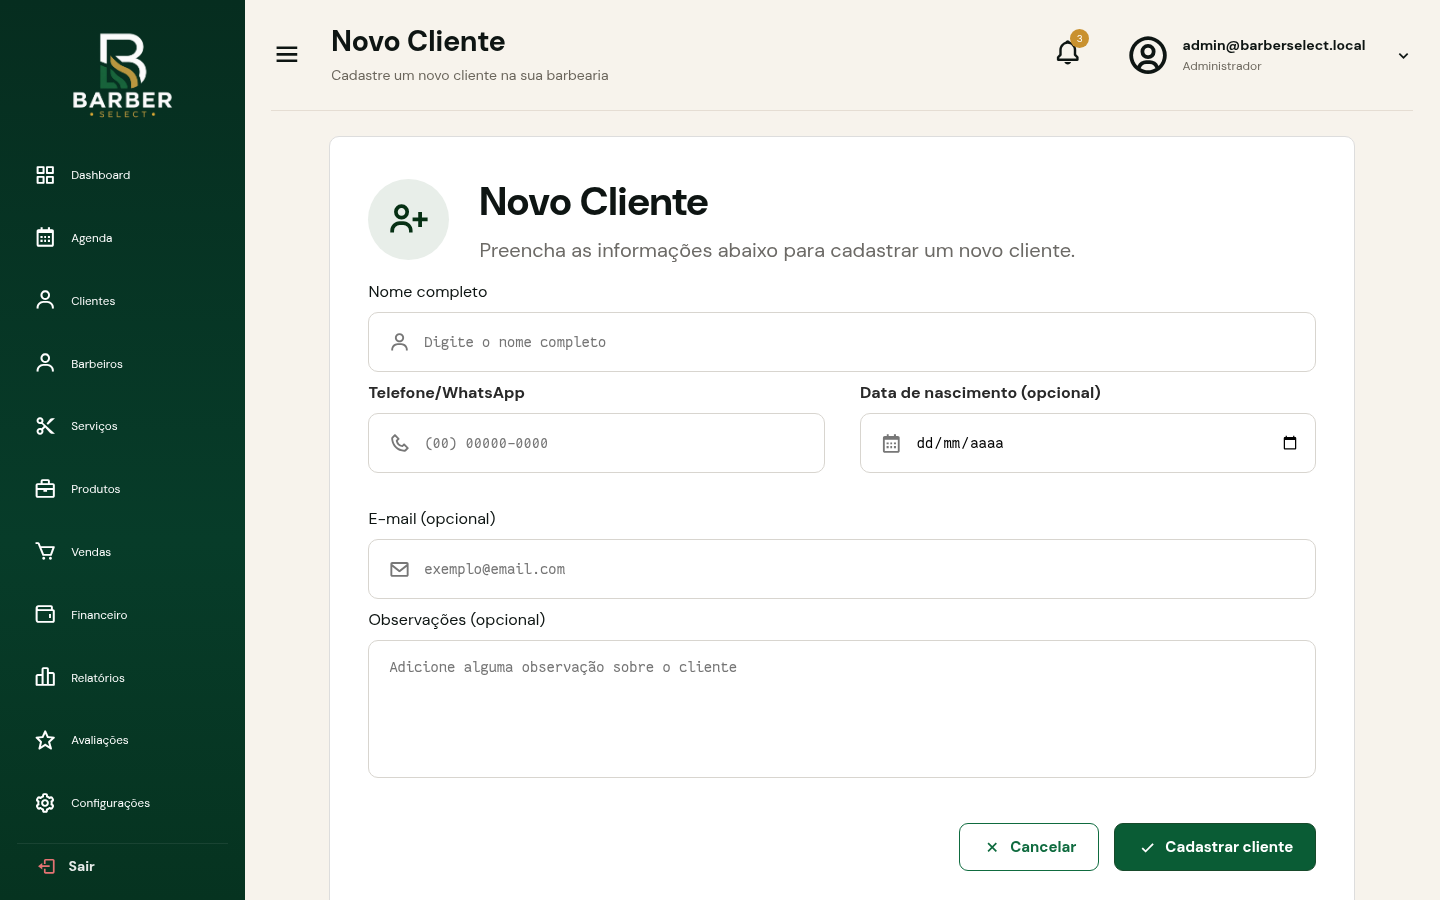 BARBER
SELECT
Dashboard
Agenda
Clientes
Barbeiros
Serviços
Produtos
Vendas
Financeiro
Relatórios
Avaliações
Configurações
Sair
Novo Cliente
Cadastre um novo cliente na sua barbearia
3
admin@barberselect.local
Administrador
Novo Cliente
Preencha as informações abaixo para cadastrar um novo cliente.
Nome completo
Digite o nome completo
Telefone/WhatsApp
(00) 00000-0000
Data de nascimento (opcional)
dd/mm/aaaa
E-mail (opcional)
exemplo@email.com
Observações (opcional)
Adicione alguma observação sobre o cliente
Cancelar
Cadastrar cliente